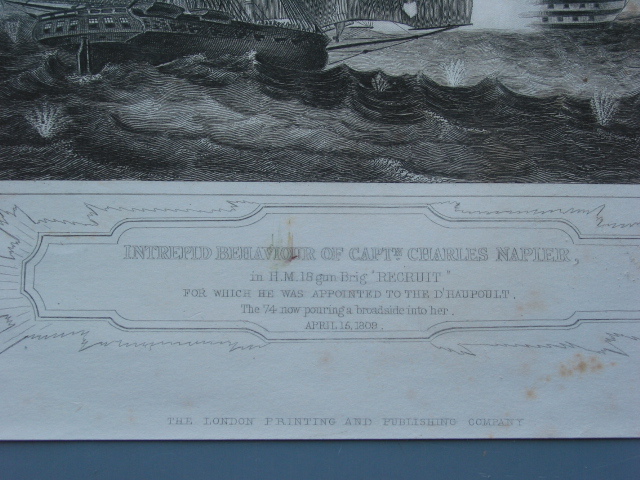 INTREPID BEHAVIOUR OF CAPTN. CHARLES NAPIER,
in H.M. 18 gun Brig "RECRUIT"
FOR WHICH HE WAS APPOINTED TO THE D'HAUPOULT.
The 74 now pouring a broadside into her.
APRIL 15, 1809.
THE LONDON PRINTING AND PUBLISHING COMPANY